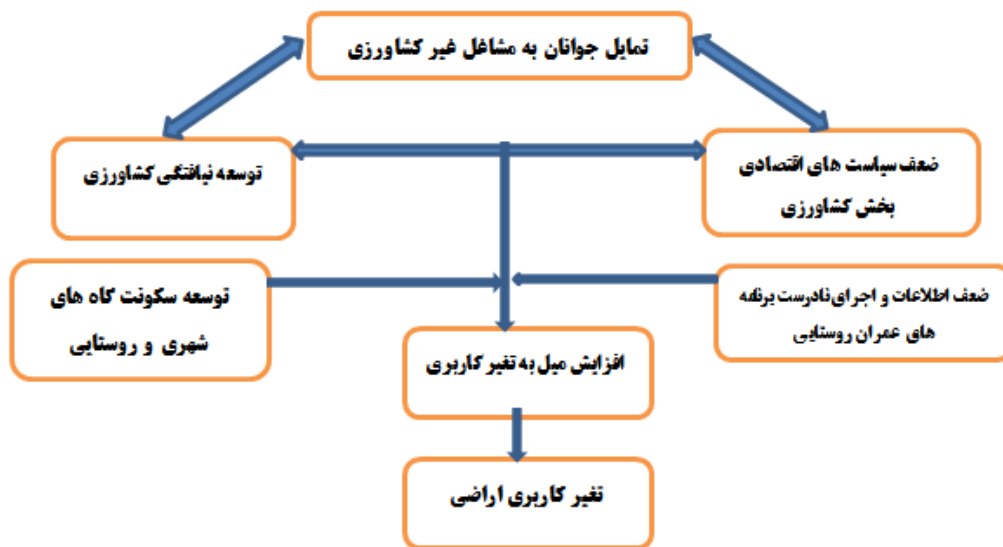 تمایل جوانان به مشاغل غیر کشاورزی
ضعف سیاست های اقتصادی
بخش کشاورزی
توسعه نیافتگی کشاورزی
ضعف اطلاعات و اجرای نادرست برنامه
های عمران روستایی
توسعه سکونت گاه های
شهری و روستایی
افزایش میل به تغیر کاربری
تغیر کاربری اراضی